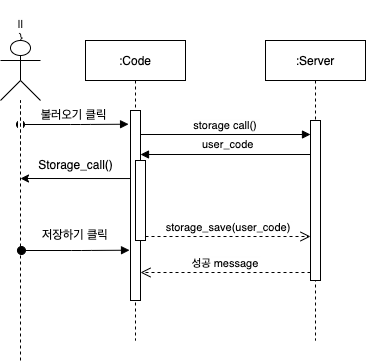 :Code
:Server
불러오기 클릭
storage call()
user_code
Storage_call()
storage_save(user_code)
저장하기 클릭
성공 message